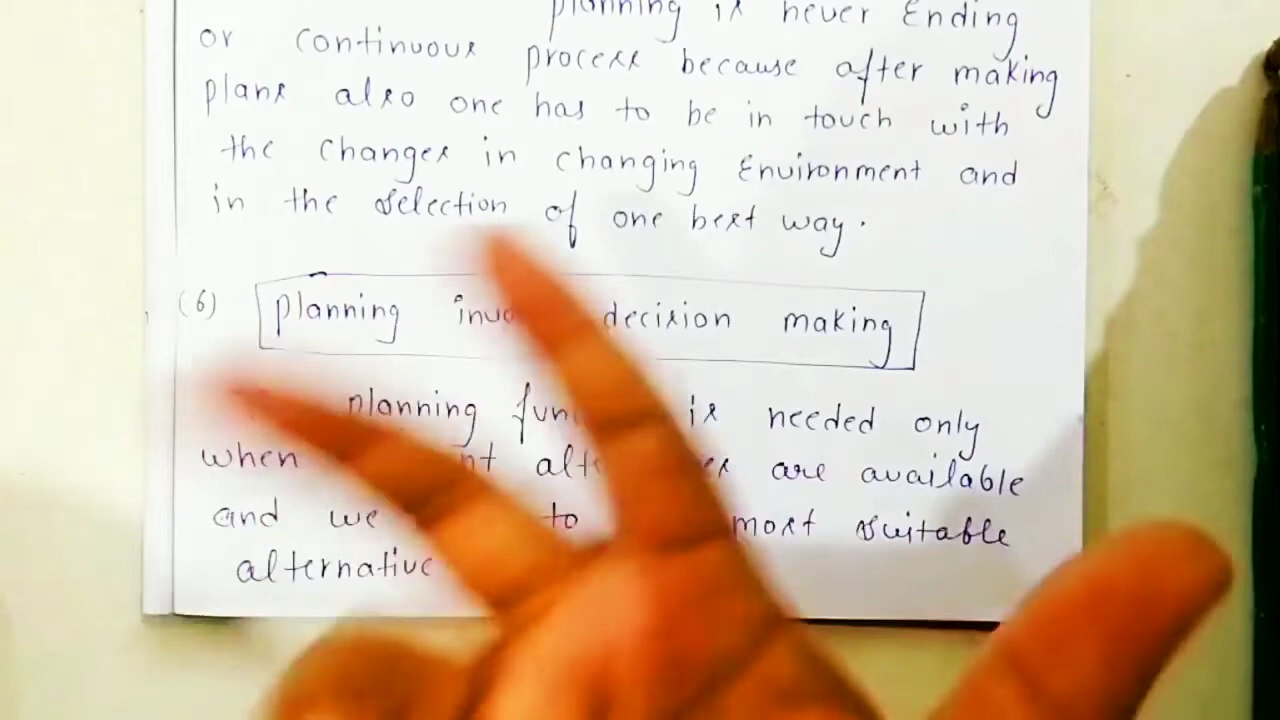 planning is never Ending
or continuous process because after making
plans also one has to be in touch with
the changes in changing Environment and
in the selection of one best way.
(6) planning decision making
planning is needed only
when are available
and we to most suitable
alternative